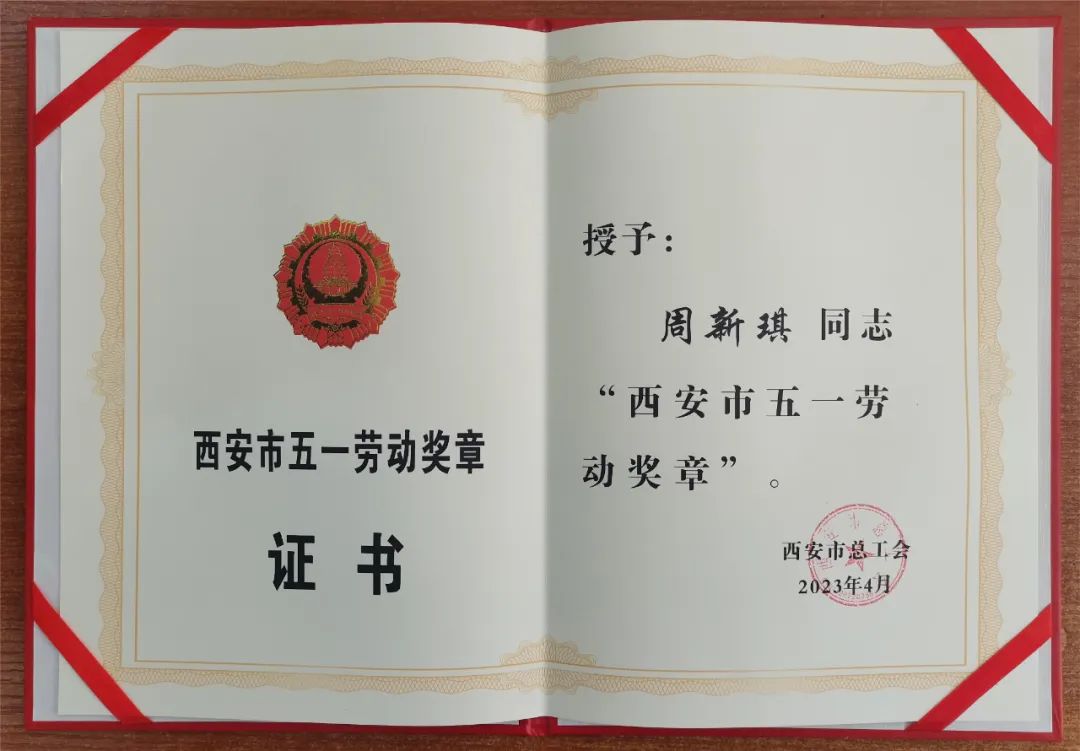 西安市五一劳动奖章
证书
授予：
周新琪 同志
“西安市五一劳
动奖章”。
西安市总工会
2023年4月